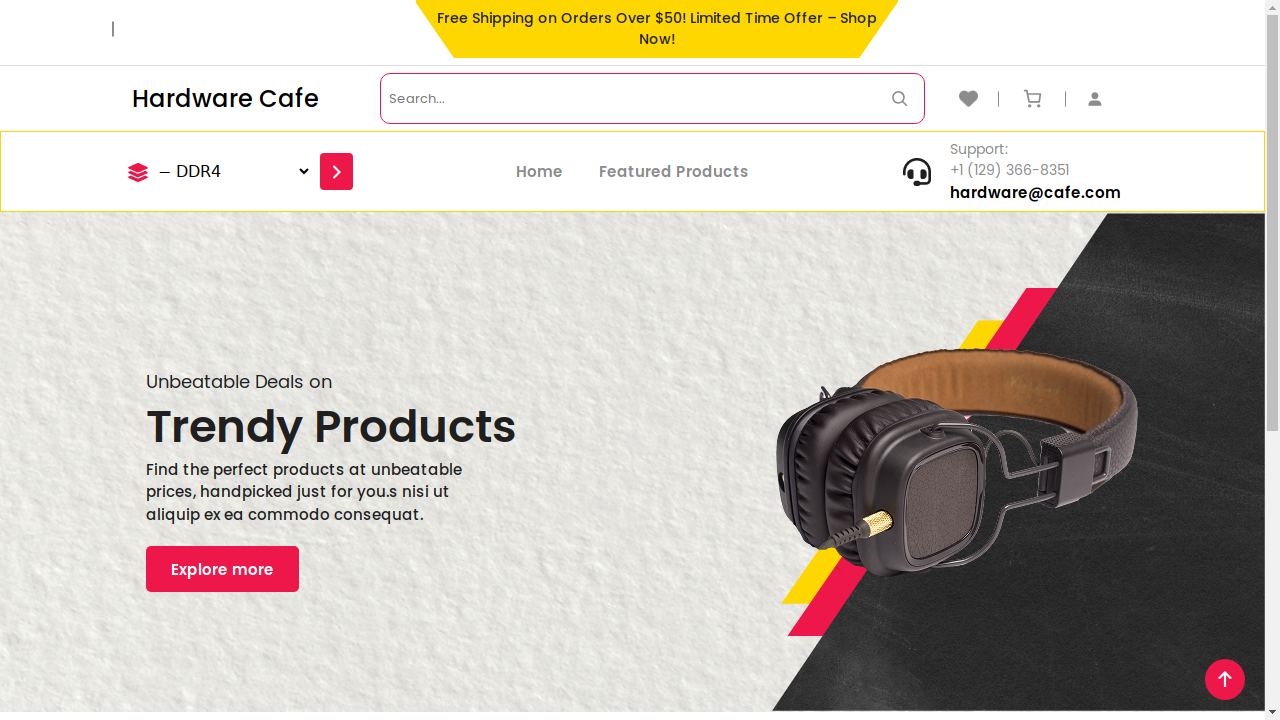 Free Shipping on Orders Over $50! Limited Time Offer – Shop
Now!
Hardware Cafe
Search...
– DDR4
Home
Featured Products
Support:
+1 (129) 366-8351
hardware@cafe.com
Unbeatable Deals on
Trendy Products
Find the perfect products at unbeatable
prices, handpicked just for you.s nisi ut
aliquip ex ea commodo consequat.
Explore more